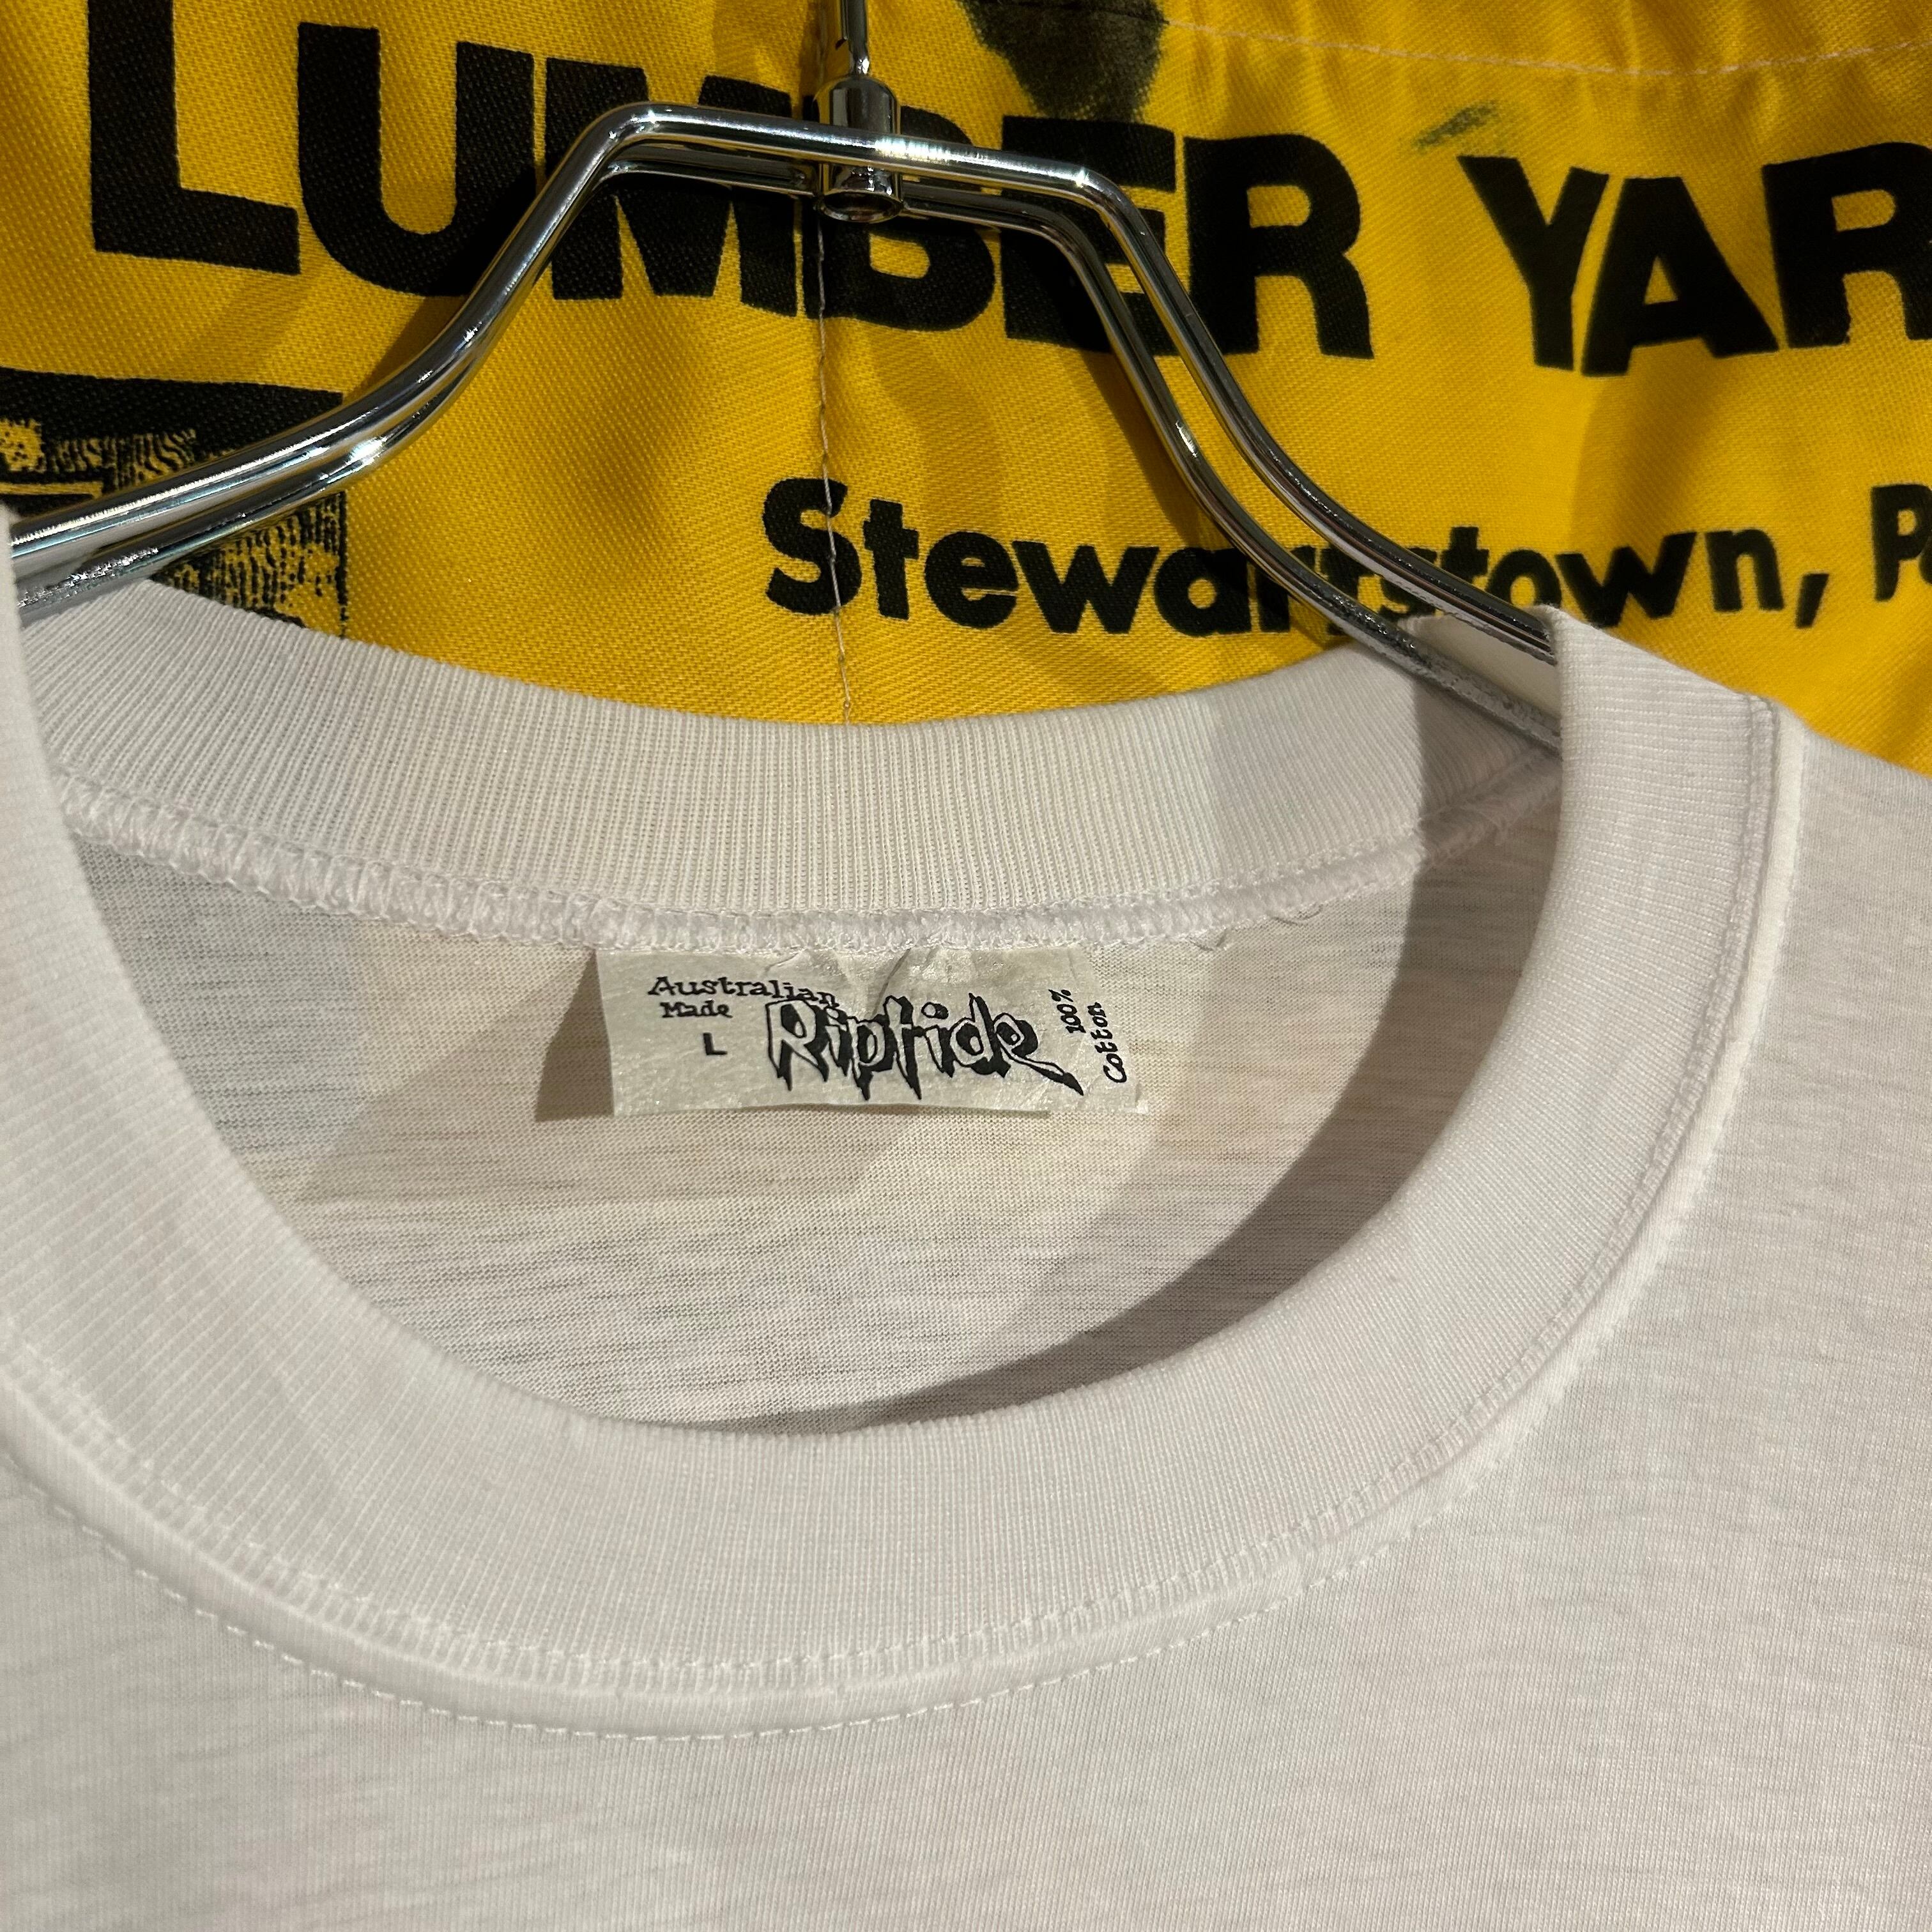 LUMBER YAR
Stewartstown, P
Australian
Made
L
Riptide
100%
Cotton